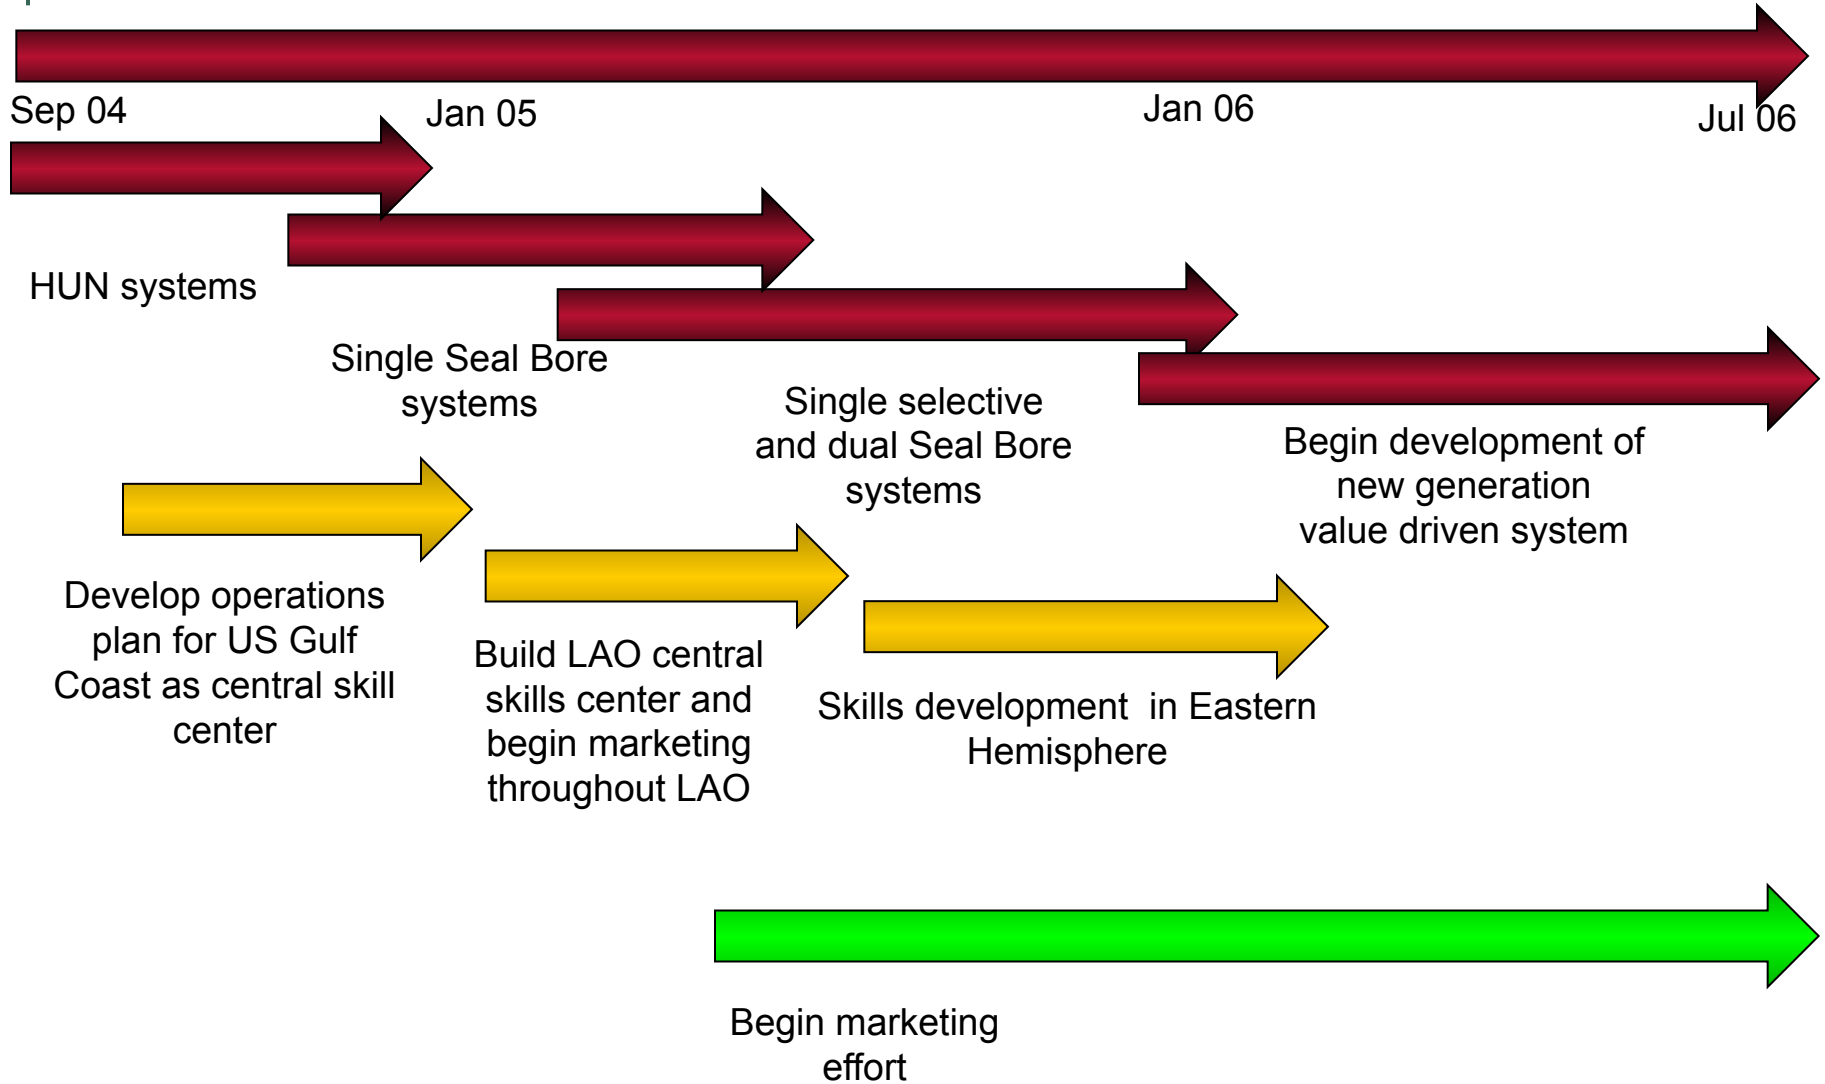 Sep 04
Jan 05
Jan 06
Jul 06
HUN systems
Single Seal Bore
systems
Single selective
and dual Seal Bore
systems
Begin development of
new generation
value driven system
Develop operations
plan for US Gulf
Coast as central skill
center
Build LAO central
skills center and
begin marketing
throughout LAO
Skills development  in Eastern
Hemisphere
Begin marketing
effort